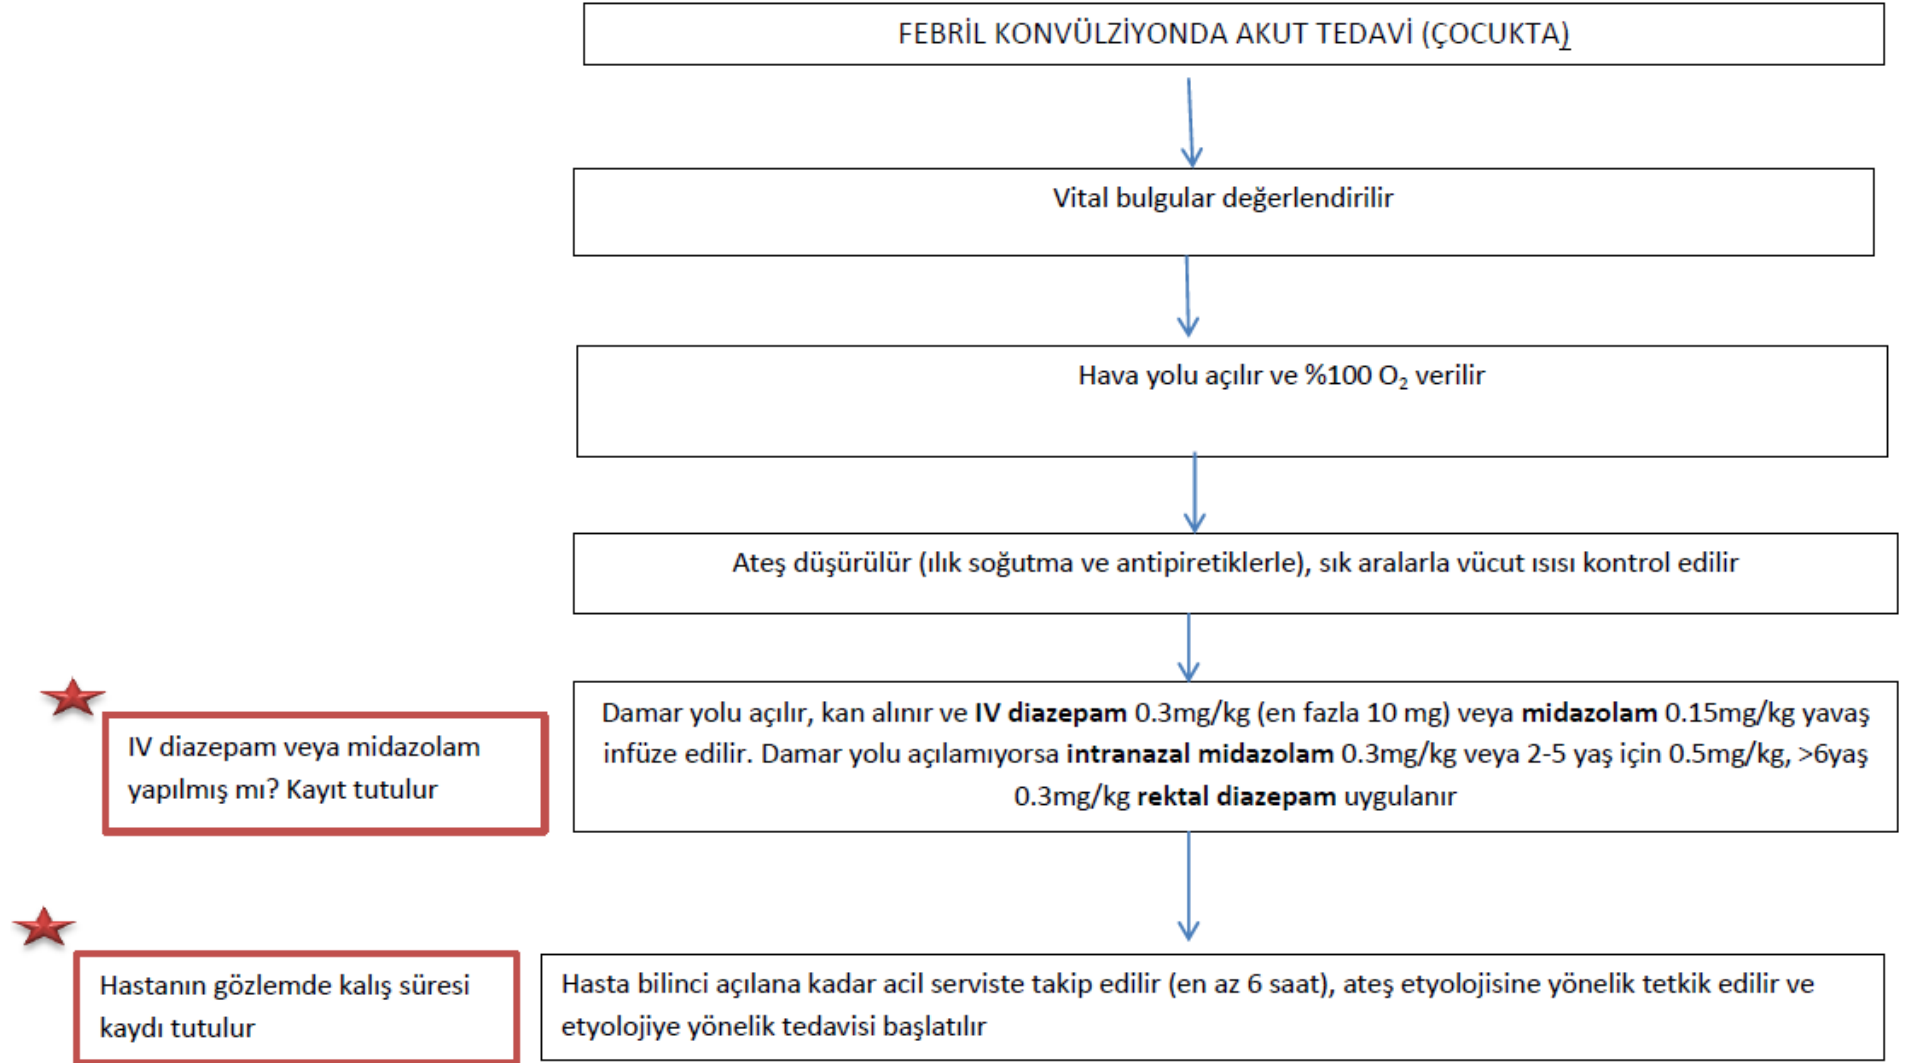 FEBRİL KONVÜLZİYONDA AKUT TEDAVİ (ÇOCUKTA)
Vital bulgular değerlendirilir
Hava yolu açılır ve %100 O₂ verilir
Ateş düşürülür (ılık soğutma ve antipiretiklerle), sık aralarla vücut ısısı kontrol edilir
IV diazepam veya midazolam
yapılmış mı? Kayıt tutulur
Damar yolu açılır, kan alınır ve IV diazepam 0.3mg/kg (en fazla 10 mg) veya midazolam 0.15mg/kg yavaş
infüze edilir. Damar yolu açılamıyorsa intranazal midazolam 0.3mg/kg veya 2-5 yaş için 0.5mg/kg, >6yaş
0.3mg/kg rektal diazepam uygulanır
Hastanın gözlemde kalış süresi
kaydı tutulur
Hasta bilinci açılana kadar acil serviste takip edilir (en az 6 saat), ateş etyolojisine yönelik tetkik edilir ve
etyolojiye yönelik tedavisi başlatılır